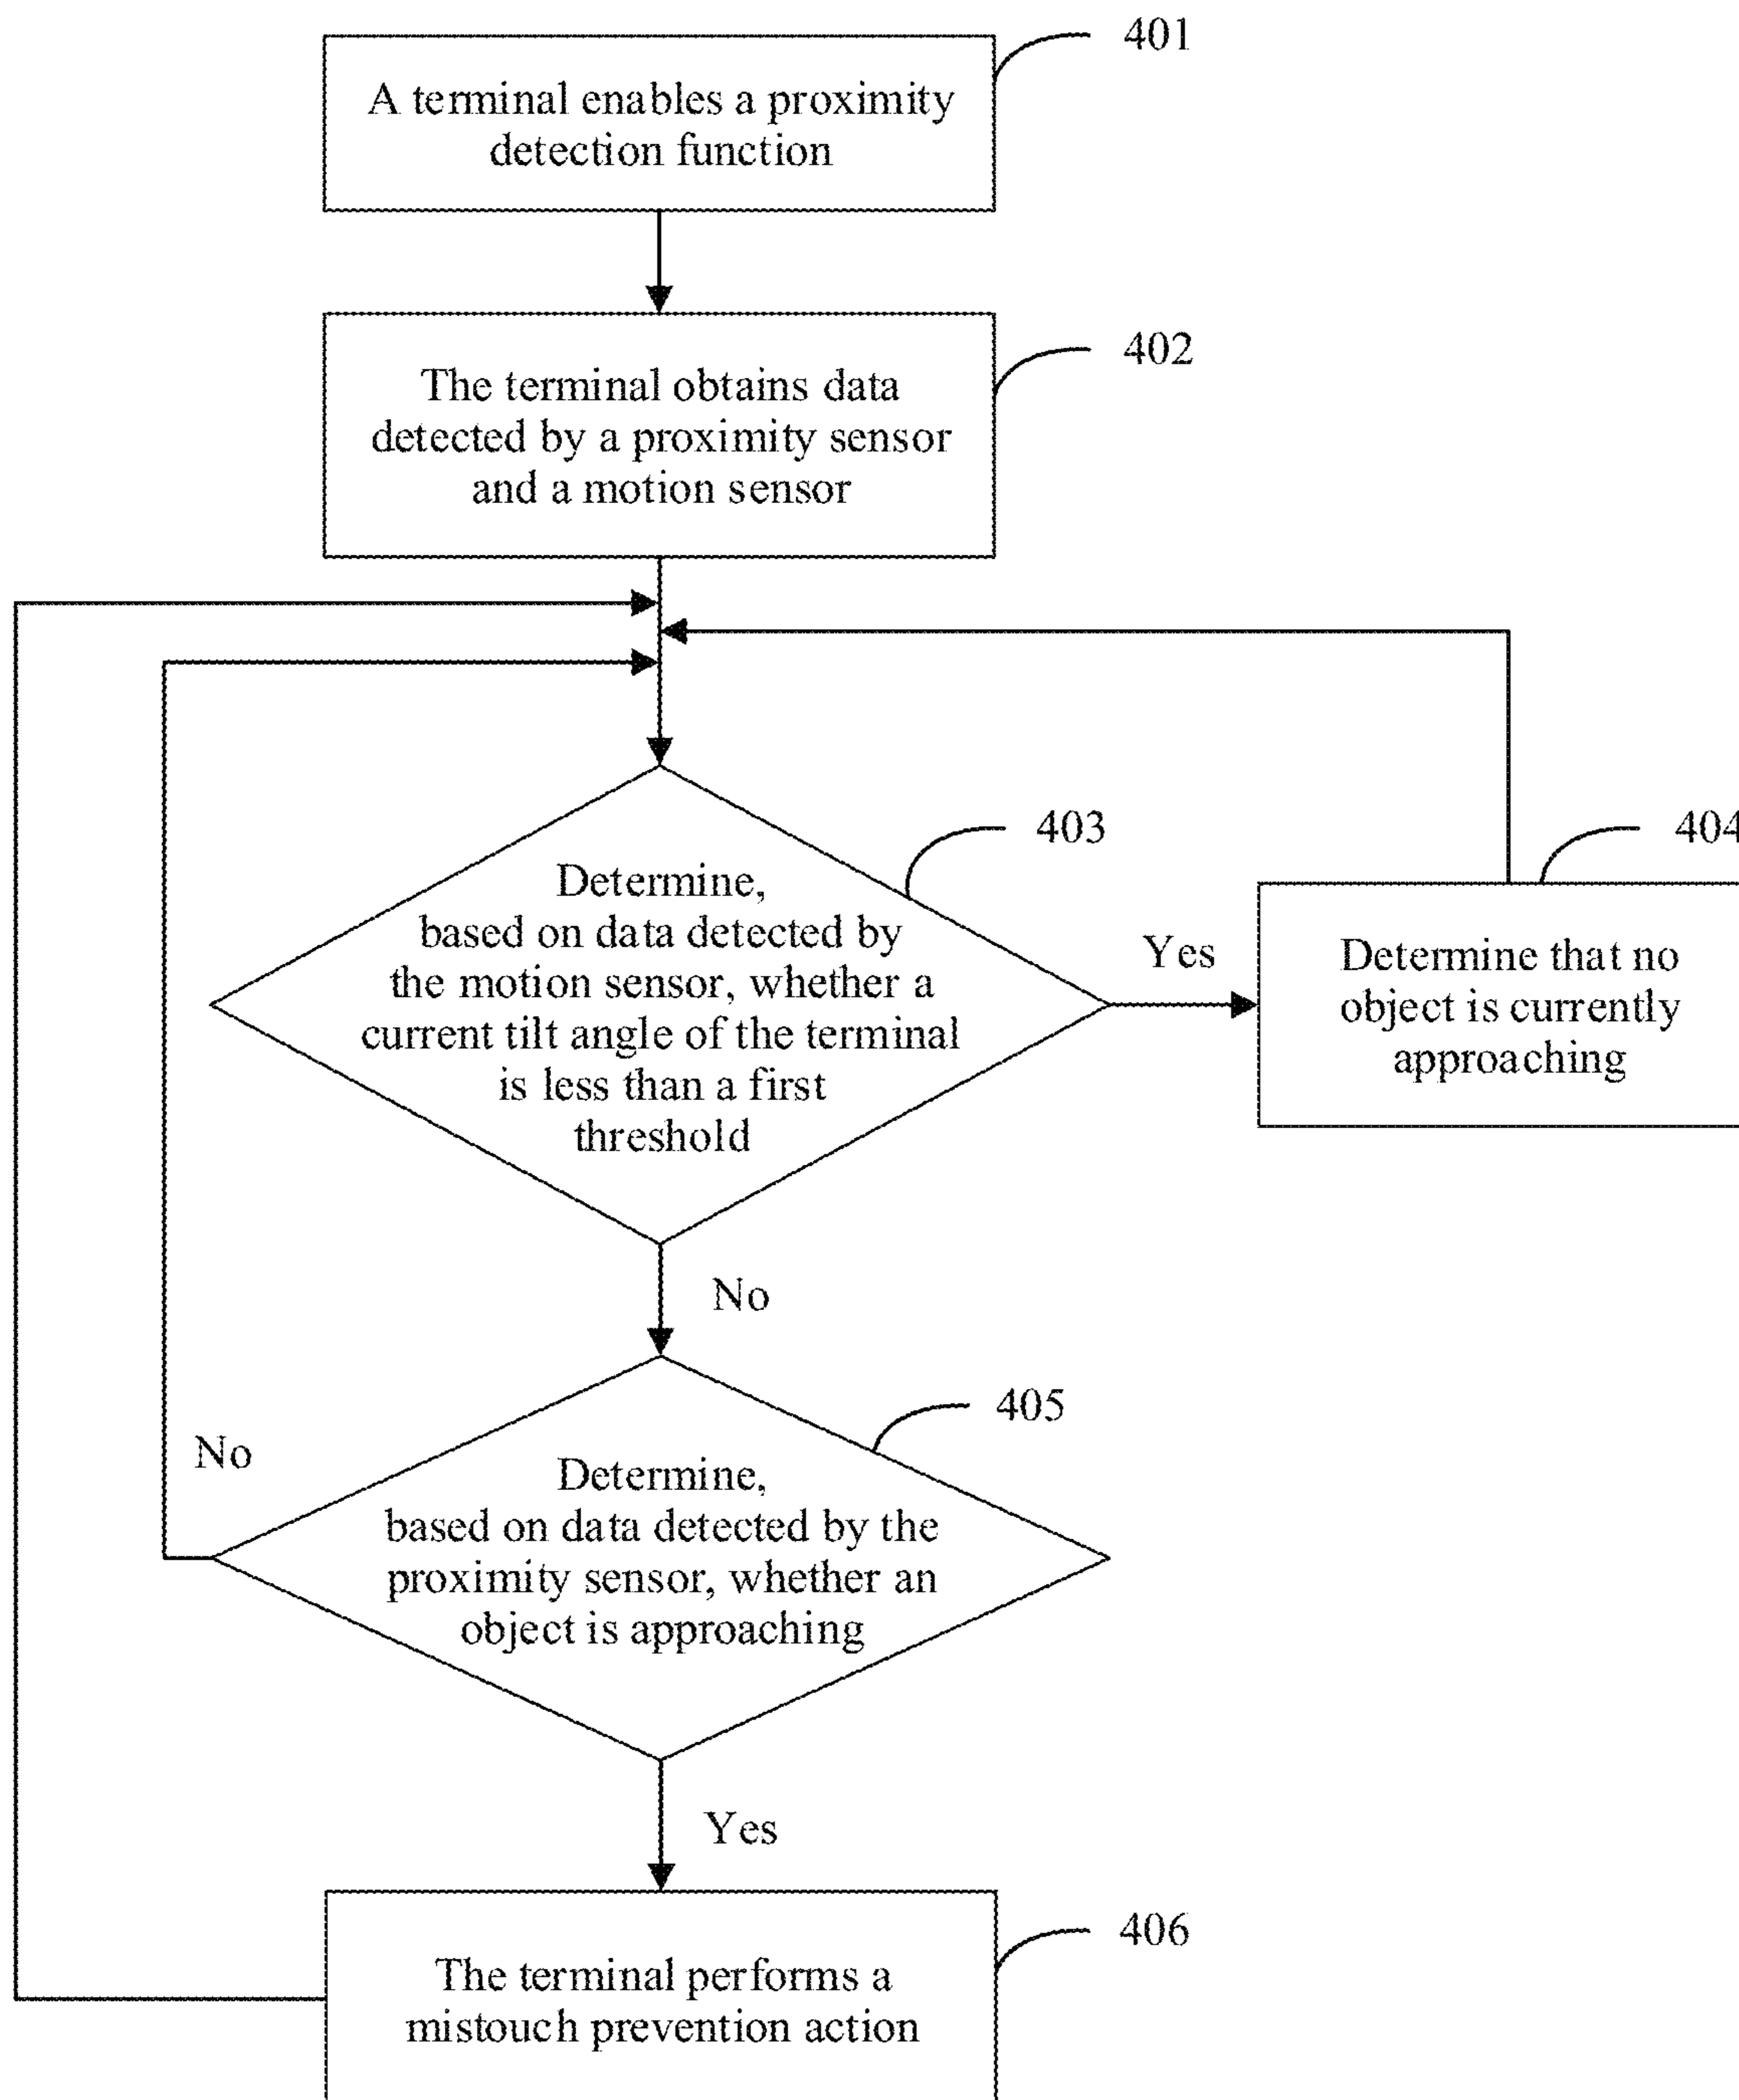 401
A terminal enables a proximity
detection function
402
The terminal obtains data
detected by a proximity sensor
and a motion sensor
403
Determine,
based on data detected by
the motion sensor, whether a
current tilt angle of the terminal
is less than a first
threshold
Yes
404
Determine that no
object is currently
approaching
No
405
No
Determine,
based on data detected by the
proximity sensor, whether an
object is approaching
Yes
406
The terminal performs a
mistouch prevention action